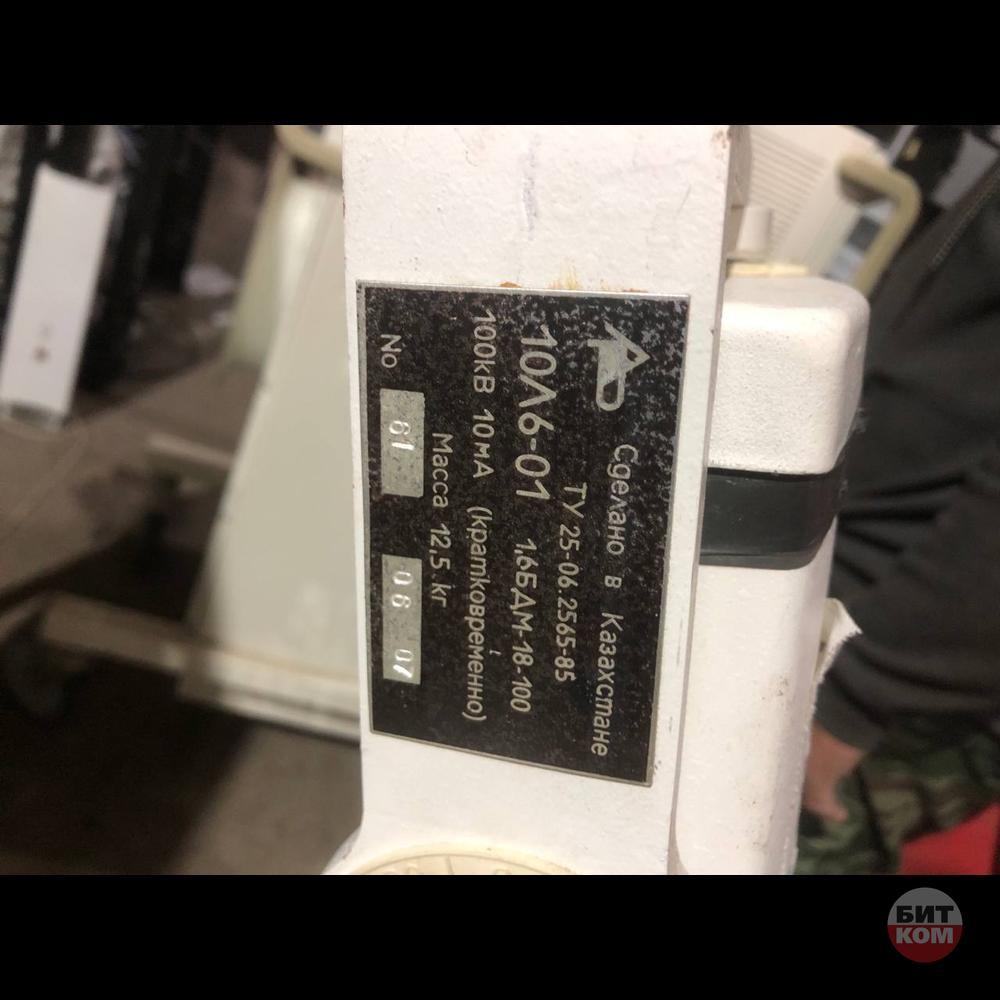 Сделано в Казахстане
ТУ 25-06.2565-85
10Л6-01 1.6БДМ-18-100
100кВ 10мА (кратковременно)
Масса 12,5 кг
No 61 06 07
БИТ
КОМ